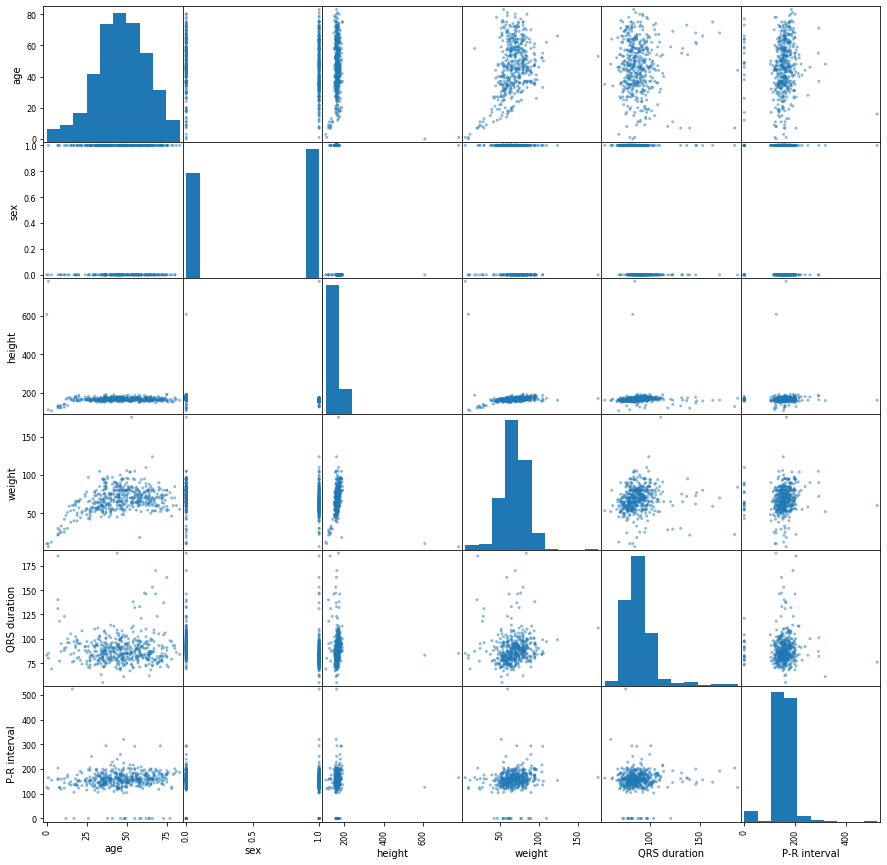 80
60
40
20
0
age
1.0
0.8
0.6
0.4
0.2
0.0
sex
600
400
200
height
150
100
50
weight
175
150
125
100
75
QRS duration
500
400
300
200
100
0
P-R interval
0 25 50 75
age
0.0 0.5 1.0
sex
200 400 600
height
50 100 150
weight
100 150
QRS duration
0 200 400
P-R interval